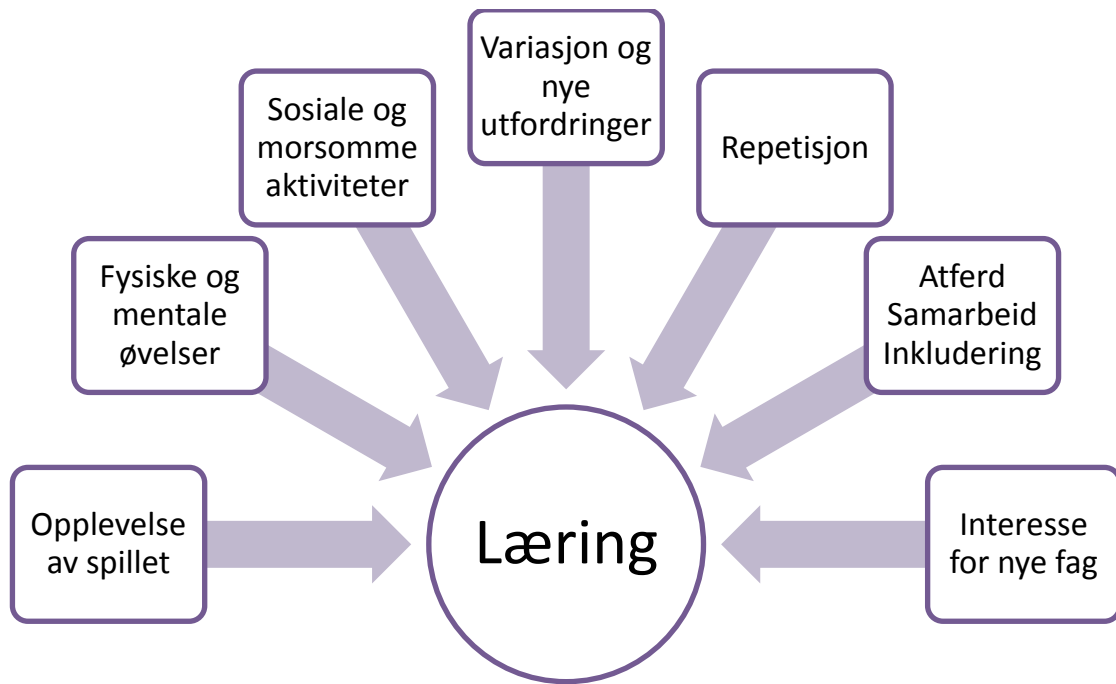 Opplevelse
av spillet
Fysiske og
mentale
øvelser
Sosiale og
morsomme
aktiviteter
Variasjon og
nye
utfordringer
Repetisjon
Atferd
Samarbeid
Inkludering
Interesse
for nye fag
Læring